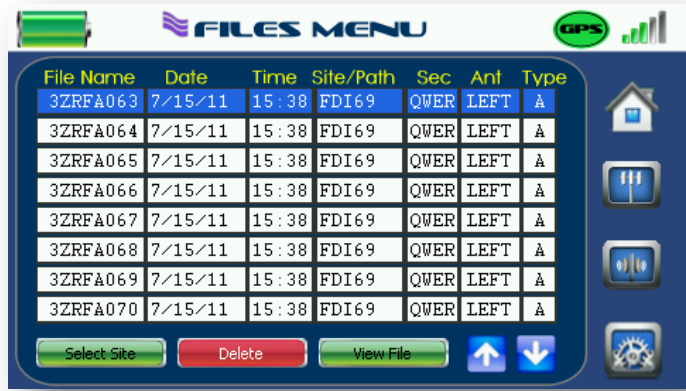 FILES MENU
GPS
File Name Date Time Site/Path Sec Ant Type
3ZRFA063 7/15/11 15:38 FDI69 QWER LEFT A
3ZRFA064 7/15/11 15:38 FDI69 QWER LEFT A
3ZRFA065 7/15/11 15:38 FDI69 QWER LEFT A
3ZRFA066 7/15/11 15:38 FDI69 QWER LEFT A
3ZRFA067 7/15/11 15:38 FDI69 QWER LEFT A
3ZRFA068 7/15/11 15:38 FDI69 QWER LEFT A
3ZRFA069 7/15/11 15:38 FDI69 QWER LEFT A
3ZRFA070 7/15/11 15:38 FDI69 QWER LEFT A
Select Site Delete View File